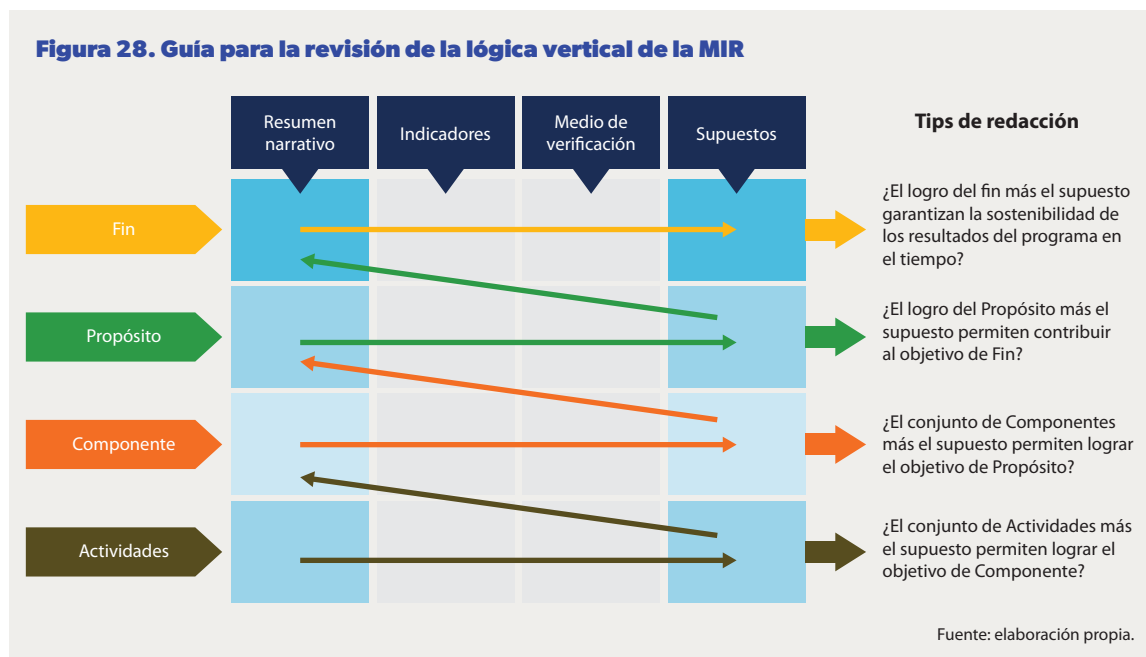 Figura 28. Guía para la revisión de la lógica vertical de la MIR
Resumen
narrativo
Indicadores
Medio de
verificación
Supuestos
Tips de redacción
Fin
¿El logro del fin más el supuesto
garantizan la sostenibilidad de
los resultados del programa en
el tiempo?
Propósito
¿El logro del Propósito más el
supuesto permiten contribuir
al objetivo de Fin?
Componente
¿El conjunto de Componentes
más el supuesto permiten lograr
el objetivo de Propósito?
Actividades
¿El conjunto de Actividades más
el supuesto permiten lograr el
objetivo de Componente?
Fuente: elaboración propia.